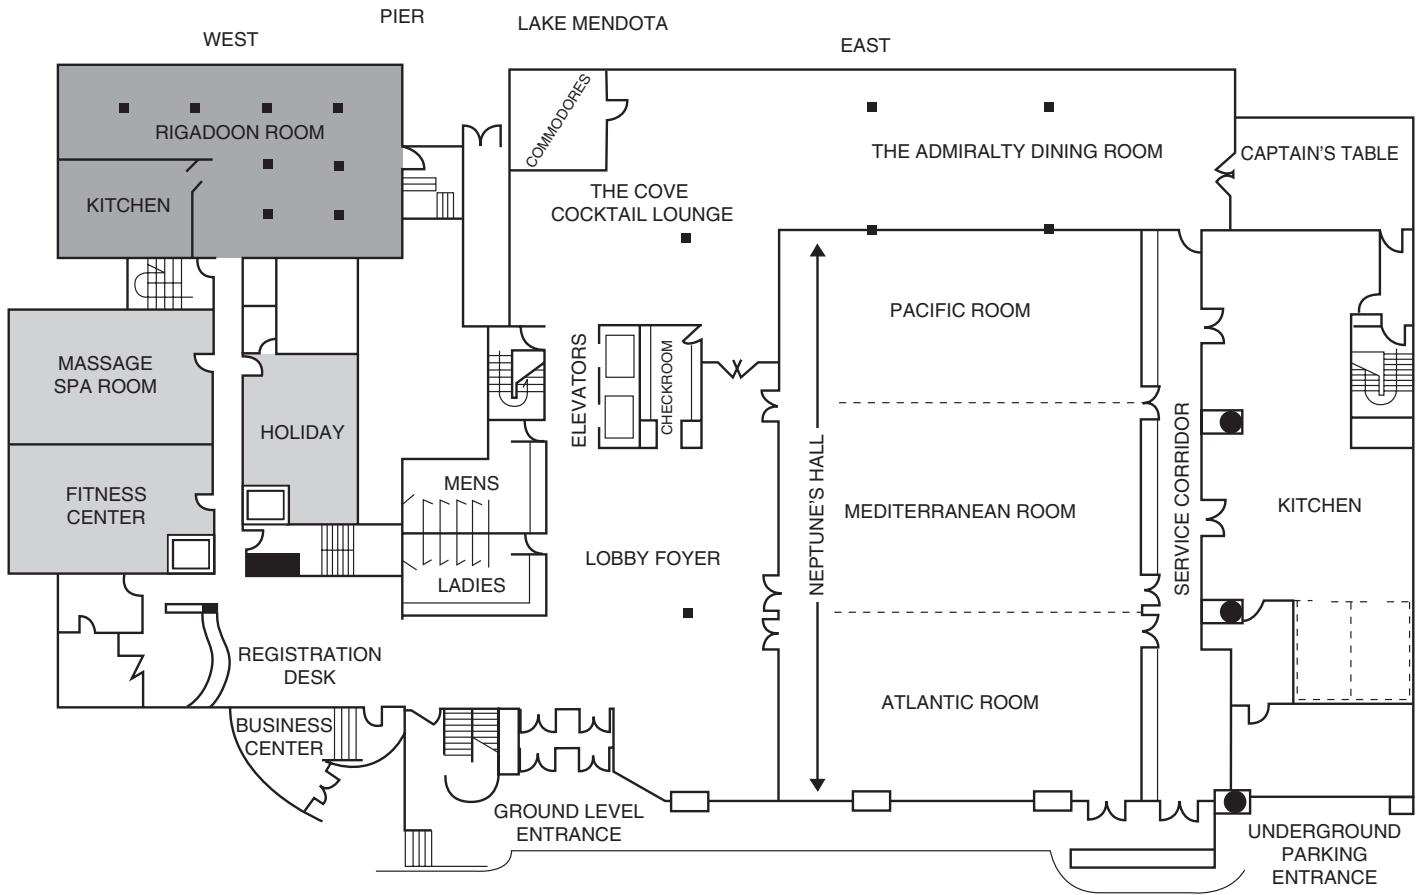 PIER
LAKE MENDOTA
WEST
EAST
COMMODORES
RIGADOON ROOM
THE ADMIRALTY DINING ROOM
CAPTAIN'S TABLE
KITCHEN
THE COVE
COCKTAIL LOUNGE
PACIFIC ROOM
MASSAGE
SPA ROOM
ELEVATORS
CHECKROOM
HOLIDAY
NEPTUNE'S HALL
SERVICE CORRIDOR
MENS
FITNESS
CENTER
MEDITERRANEAN ROOM
KITCHEN
LOBBY FOYER
LADIES
REGISTRATION
DESK
ATLANTIC ROOM
BUSINESS
CENTER
GROUND LEVEL
ENTRANCE
UNDERGROUND
PARKING
ENTRANCE